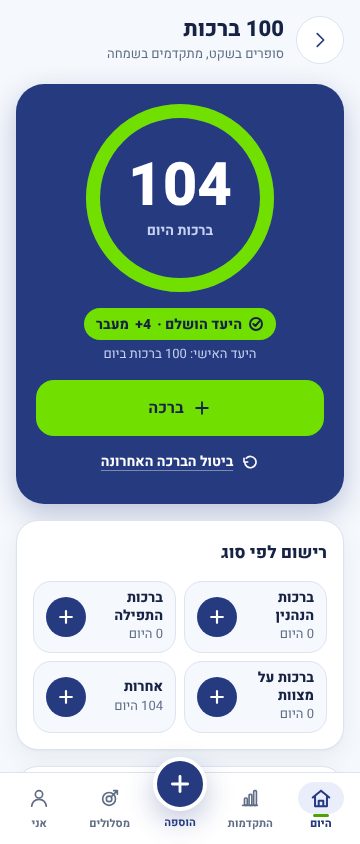 100 ברכות
סופרים בשקט, מתקדמים בשמחה
104
ברכות היום
היעד הושלם · +4 מעבר
היעד האישי: 100 ברכות ביום
ברכה
ביטול הברכה האחרונה
רישום לפי סוג
ברכות
הנהנין
0 היום
ברכות
התפילה
0 היום
ברכות על
מצוות
0 היום
אחרות
104 היום
היום
התקדמות
הוספה
מסלולים
אני